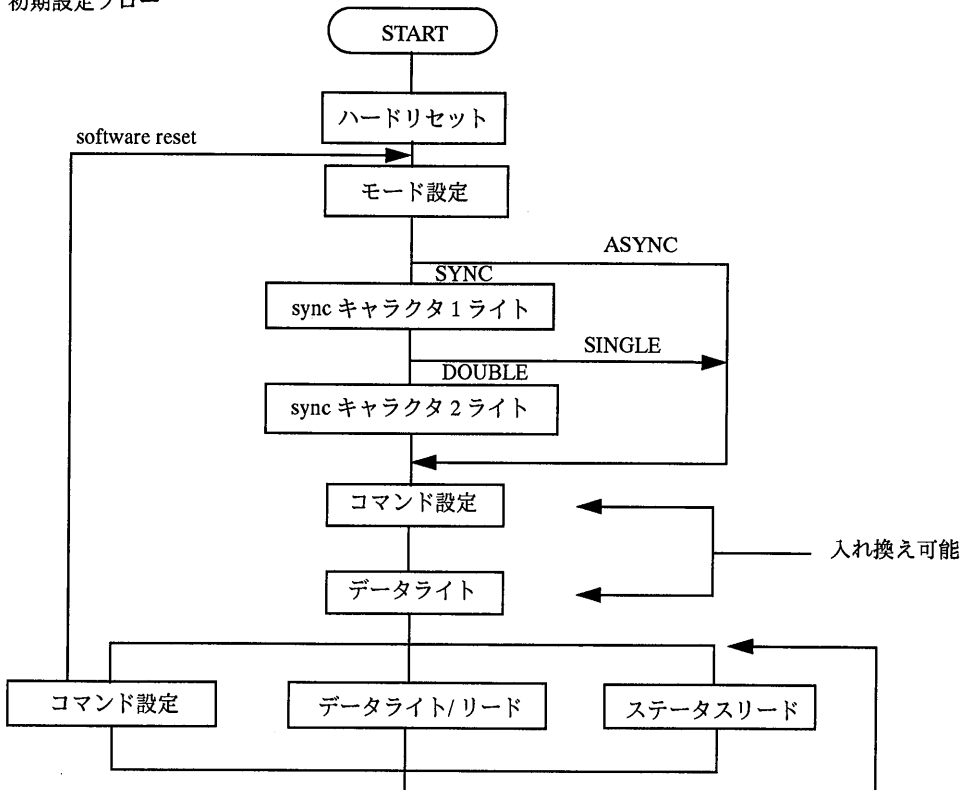 初期設定フロー
START
ハードリセット
software reset
モード設定
ASYNC
SYNC
sync キャラクタ 1 ライト
SINGLE
DOUBLE
sync キャラクタ 2 ライト
コマンド設定
入れ換え可能
データライト
コマンド設定
データライト/ リード
ステータスリード